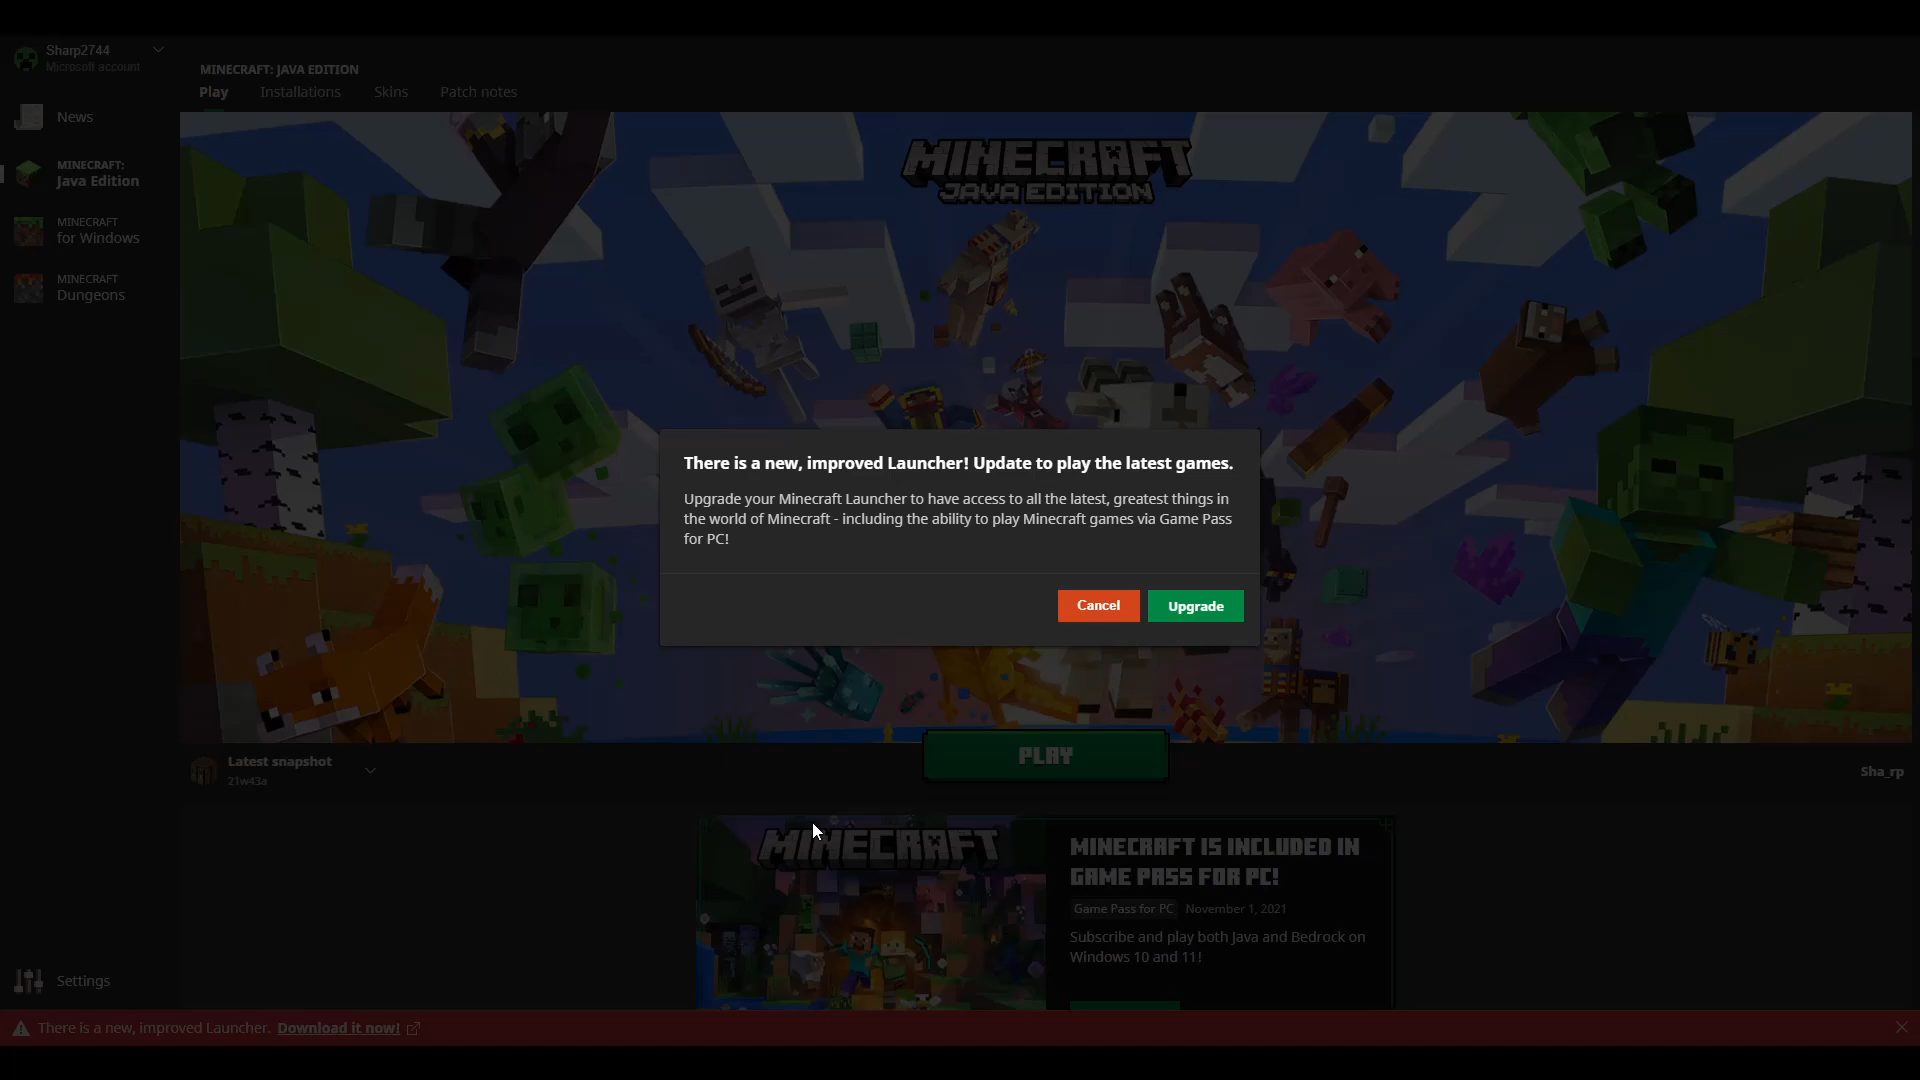 Sharp2744
Microsoft account
MINECRAFT: JAVA EDITION
Play Installations Skins Patch notes
News
MINECRAFT:
Java Edition
MINECRAFT
for Windows
MINECRAFT
Dungeons
MINECRAFT
JAVA EDITION
There is a new, improved Launcher! Update to play the latest games.
Upgrade your Minecraft Launcher to have access to all the latest, greatest things in
the world of Minecraft - including the ability to play Minecraft games via Game Pass
for PC!
Cancel Upgrade
Latest snapshot
21w43a
PLAY
Sha_rp
MINECRAFT
MINECRAFT IS INCLUDED IN
GAME PASS FOR PC!
Game Pass for PC November 1, 2021
Subscribe and play both Java and Bedrock on
Windows 10 and 11!
Settings
There is a new, improved Launcher. Download it now!